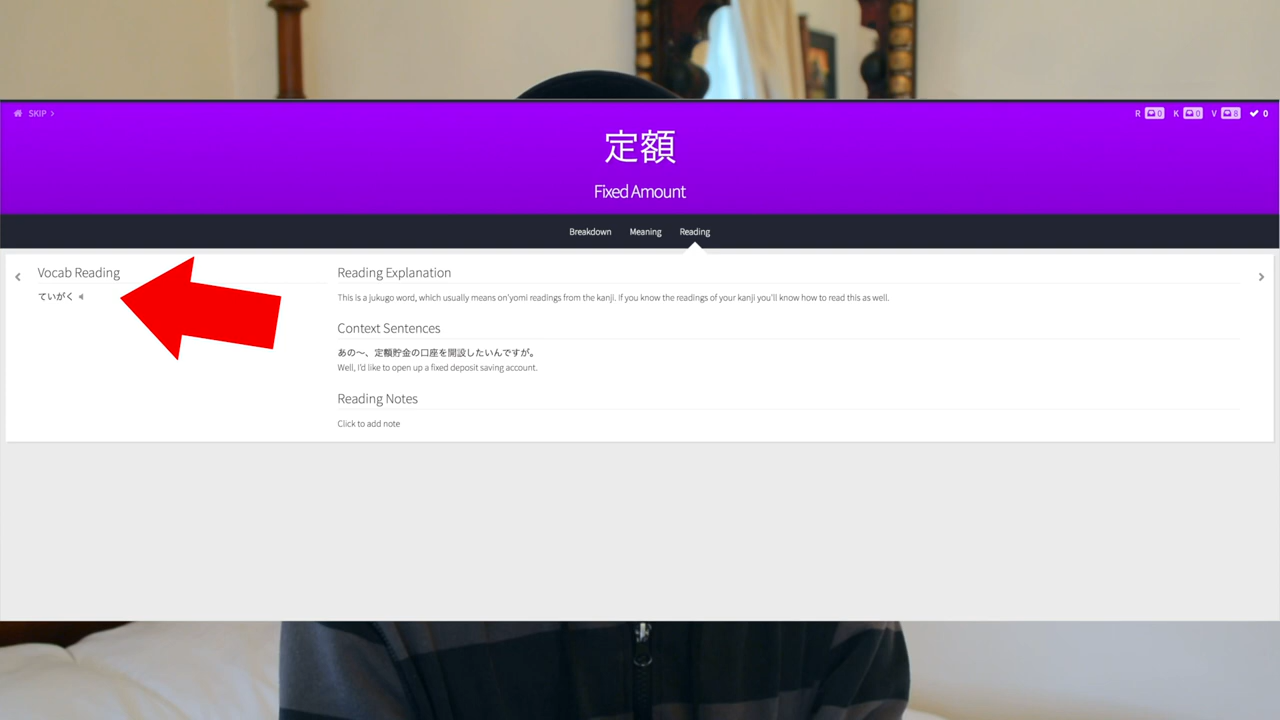 SKIP
R 0 K 0 V 8 0
定額
Fixed Amount
Breakdown Meaning Reading
Vocab Reading
ていがく
Reading Explanation
This is a jukugo word, which usually means on'yomi readings from the kanji. If you know the readings of your kanji you'll know how to read this as well.
Context Sentences
あの〜、定額貯金の口座を開設したいんですが。
Well, I'd like to open up a fixed deposit saving account.
Reading Notes
Click to add note